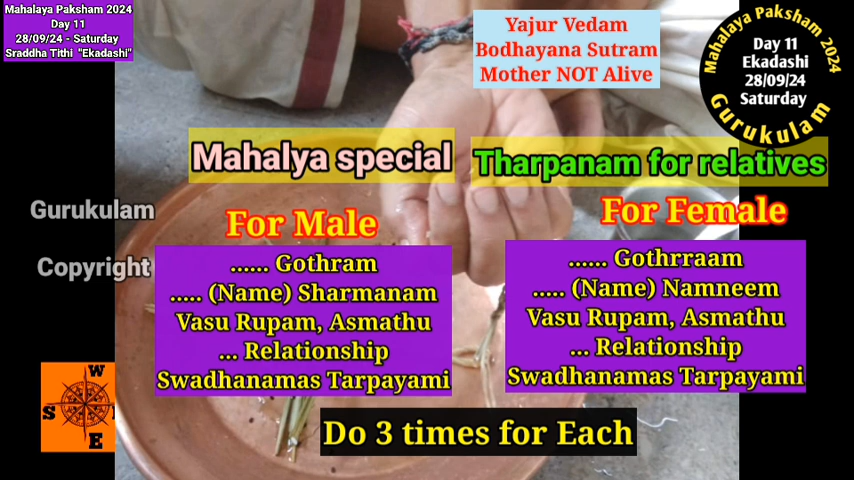 Mahalaya Paksham 2024
Day 11
28/09/24 - Saturday
Sraddha Tithi "Ekadashi"
Yajur Vedam
Bodhayana Sutram
Mother NOT Alive
Mahalaya Paksham 2024
Day 11
Ekadashi
28/09/24
Saturday
Gurukulam
Mahalya special
Tharpanam for relatives
Gurukulam
Copyright
For Male
...... Gothram
..... (Name) Sharmanam
Vasu Rupam, Asmathu
... Relationship
Swadhanamas Tarpayami
For Female
...... Gothrraam
..... (Name) Namneem
Vasu Rupam, Asmathu
... Relationship
Swadhanamas Tarpayami
W
S
E
Do 3 times for Each